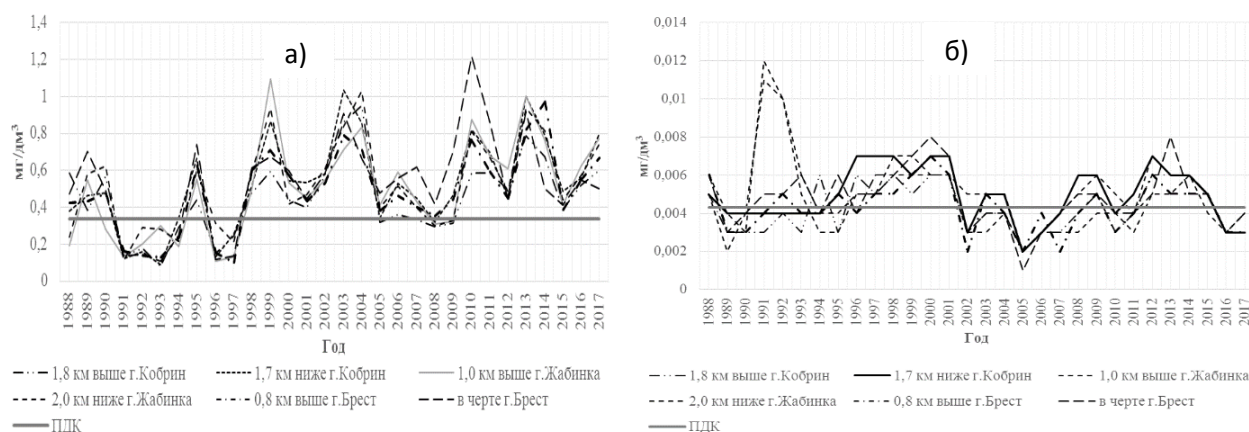 а)
мг/дм³
1,4
1,2
1
0,8
0,6
0,4
0,2
0
1988 1989 1990 1991 1992 1993 1994 1995 1996 1997 1998 1999 2000 2001 2002 2003 2004 2005 2006 2007 2008 2009 2010 2011 2012 2013 2014 2015 2016 2017
Год
1,8 км выше г.Кобрин 1,7 км ниже г.Кобрин 1,0 км выше г.Жабинка
2,0 км ниже г.Жабинка 0,8 км выше г.Брест в черте г.Брест
ПДК
б)
мг/дм³
0,014
0,012
0,01
0,008
0,006
0,004
0,002
0
1988 1989 1990 1991 1992 1993 1994 1995 1996 1997 1998 1999 2000 2001 2002 2003 2004 2005 2006 2007 2008 2009 2010 2011 2012 2013 2014 2015 2016 2017
Год
1,8 км выше г.Кобрин 1,7 км ниже г.Кобрин 1,0 км выше г.Жабинка
2,0 км ниже г.Жабинка 0,8 км выше г.Брест в черте г.Брест
ПДК